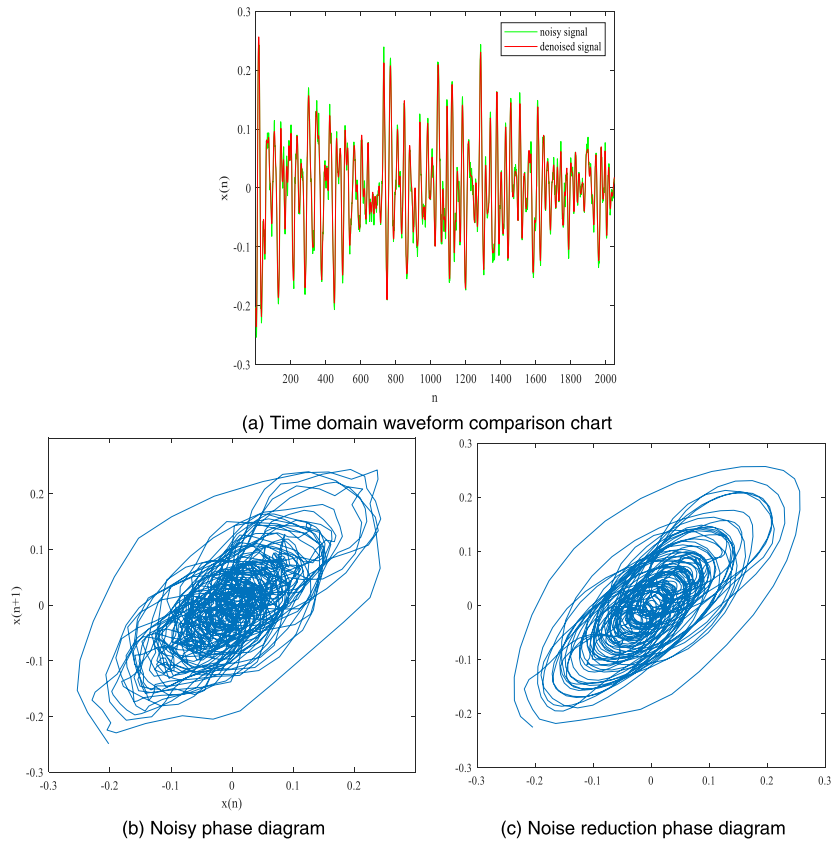 0.3
noisy signal
denoised signal
0.2
0.1
0
-0.1
-0.2
-0.3
x(n)
200 400 600 800 1000 1200 1400 1600 1800 2000
n
(a) Time domain waveform comparison chart
0.2
0.1
0
-0.1
-0.2
-0.3
x(n+1)
-0.3 -0.2 -0.1 0 0.1 0.2
x(n)
(b) Noisy phase diagram
0.3
0.2
0.1
0
-0.1
-0.2
-0.3
-0.3 -0.2 -0.1 0 0.1 0.2 0.3
(c) Noise reduction phase diagram